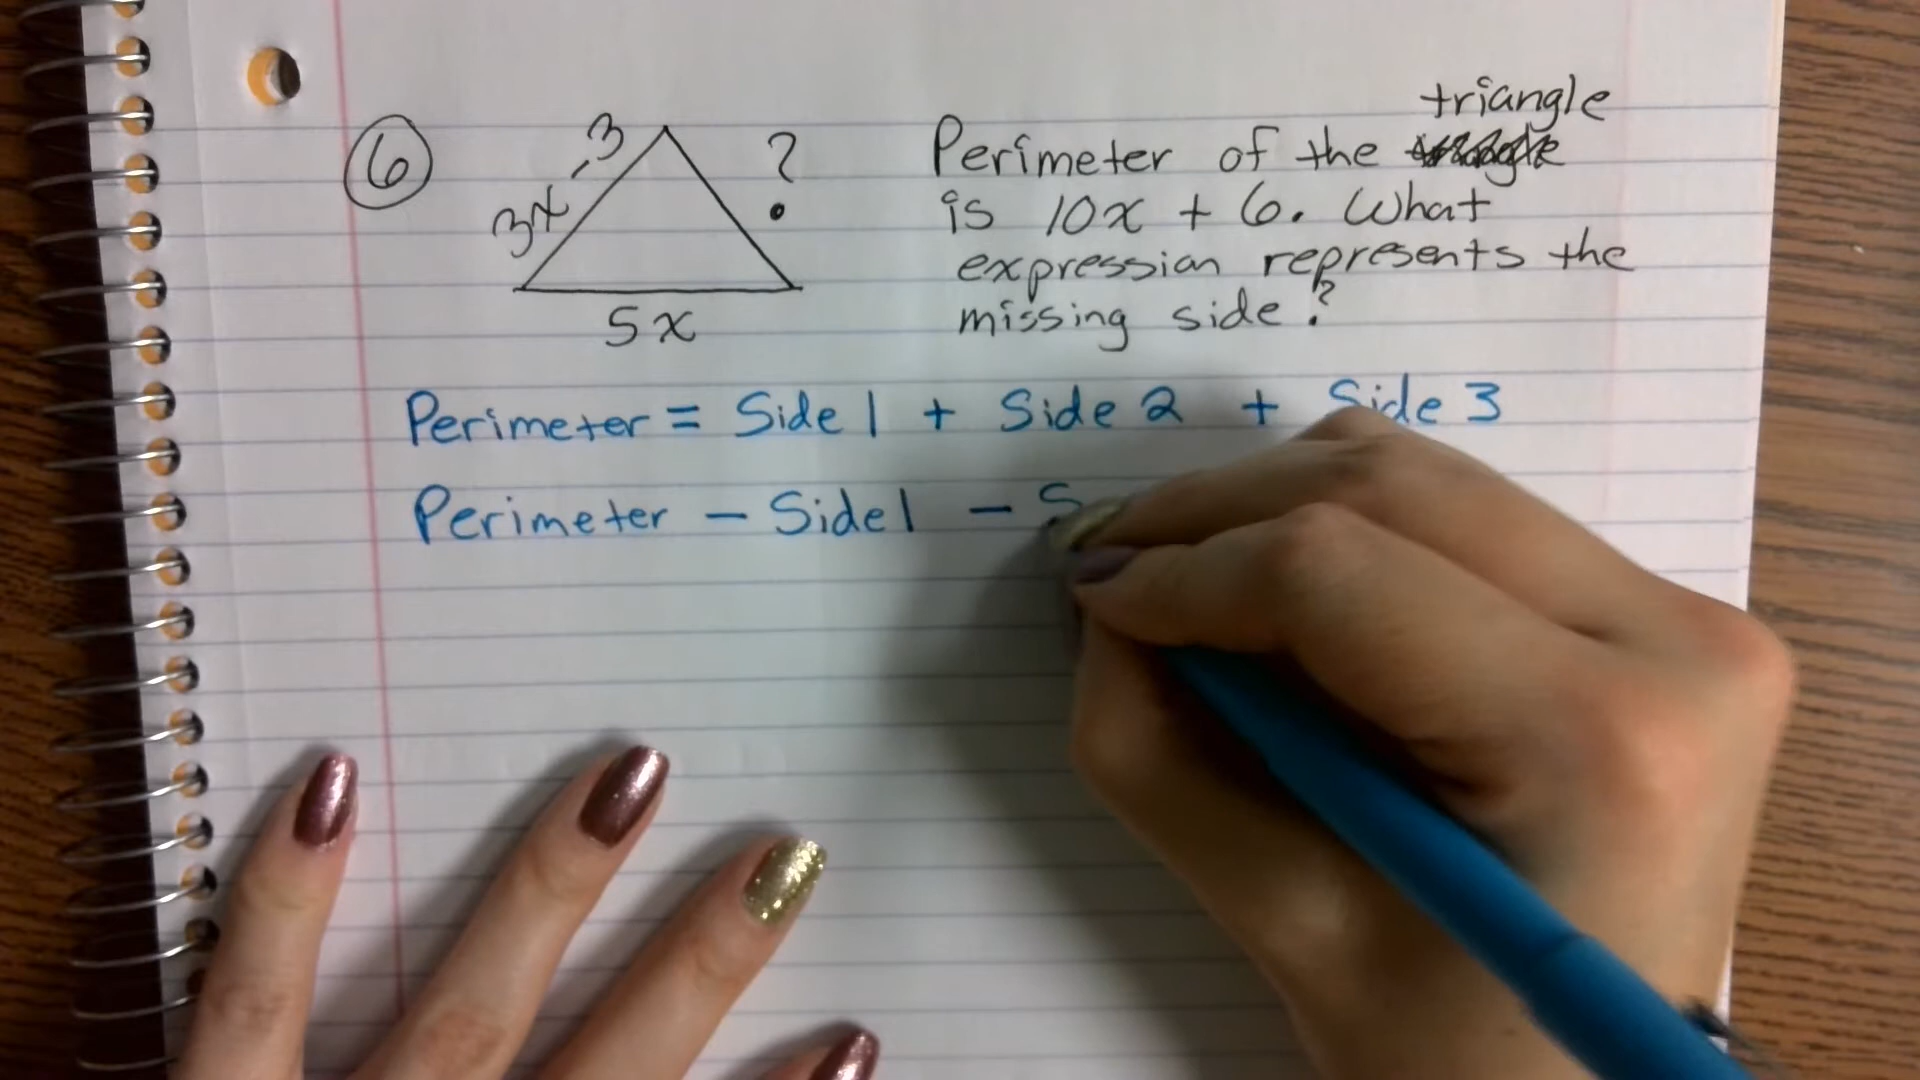 6
3x - 3
?
5x
triangle
Perimeter of the
is 10x + 6. What
expression represents the
missing side?
Perimeter = Side 1 + Side 2 + Side 3
Perimeter - Side 1 - S